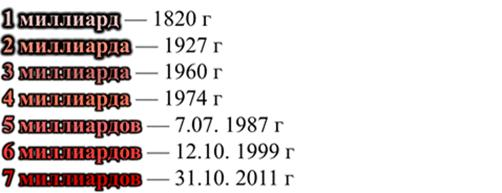 1 миллиард — 1820 г
2 миллиарда — 1927 г
3 миллиарда — 1960 г
4 миллиарда — 1974 г
5 миллиардов — 7.07. 1987 г
6 миллиардов — 12.10. 1999 г
7 миллиардов — 31.10. 2011 г